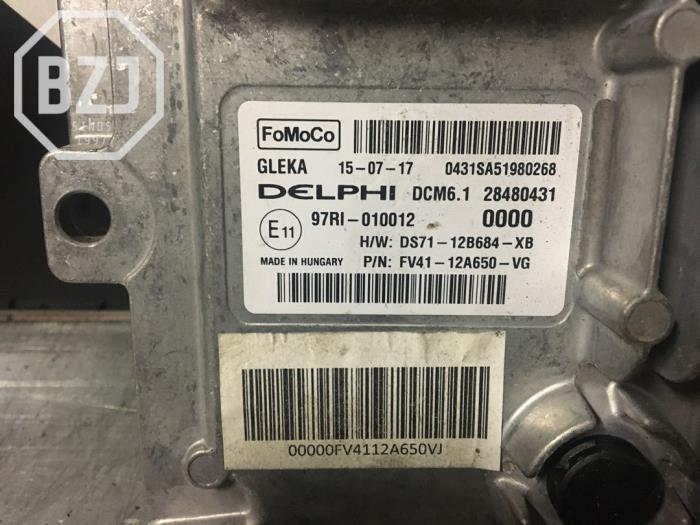 BZJ
FoMoCo
GLEKA 15-07-17 0431SA51980268
DELPHI DCM6.1 28480431
E11 97RI-010012 0000
H/W: DS71-12B684-XB
MADE IN HUNGARY P/N: FV41-12A650-VG
00000FV4112A650VJ